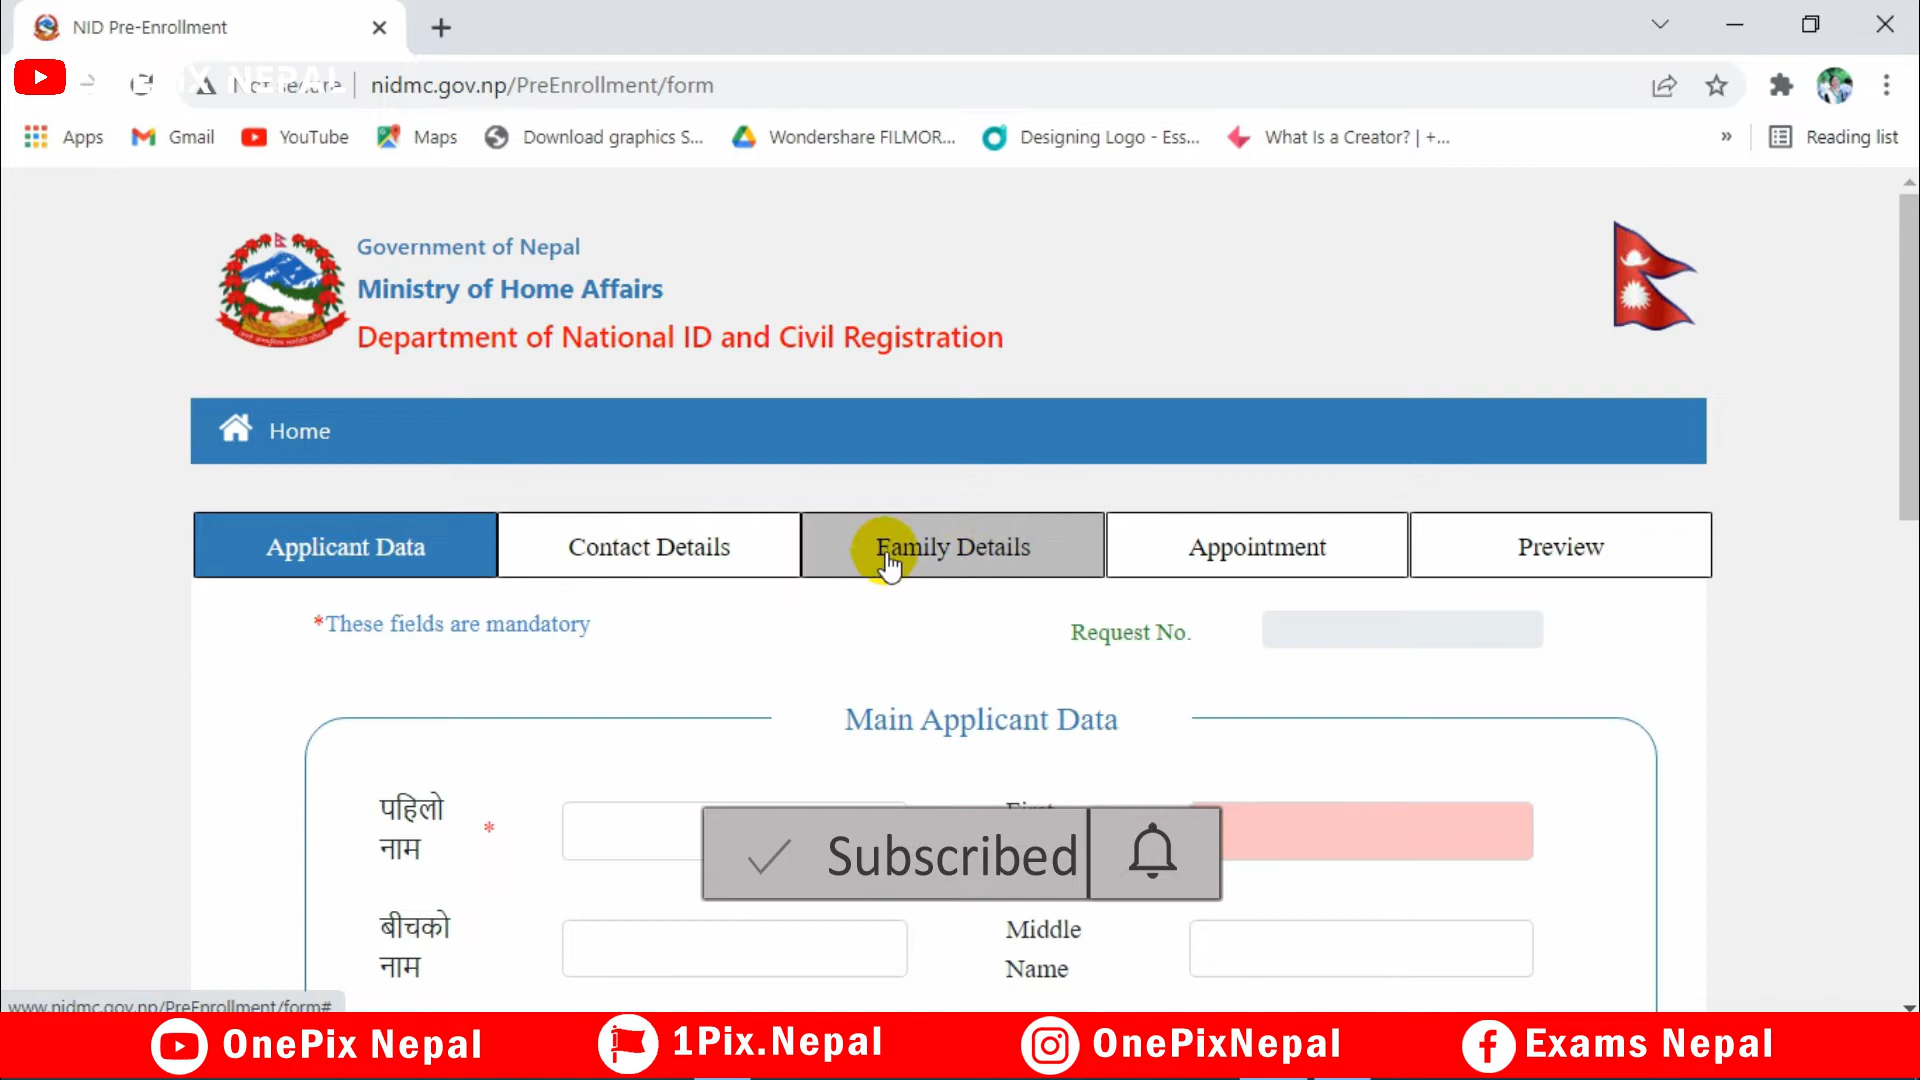 NID Pre-Enrollment
nidmc.gov.np/PreEnrollment/form
Apps
Gmail
YouTube
Maps
Download graphics S...
Wondershare FILMOR...
Designing Logo - Ess...
What Is a Creator? | +...
»
Reading list
Government of Nepal
Ministry of Home Affairs
Department of National ID and Civil Registration
Home
Applicant Data
Contact Details
Family Details
Appointment
Preview
*These fields are mandatory
Request No.
Main Applicant Data
पहिलो
नाम *
First
Subscribed
बीचको
नाम
Middle
Name
www.nidmc.gov.np/PreEnrollment/form#
OnePix Nepal
1Pix.Nepal
OnePixNepal
Exams Nepal